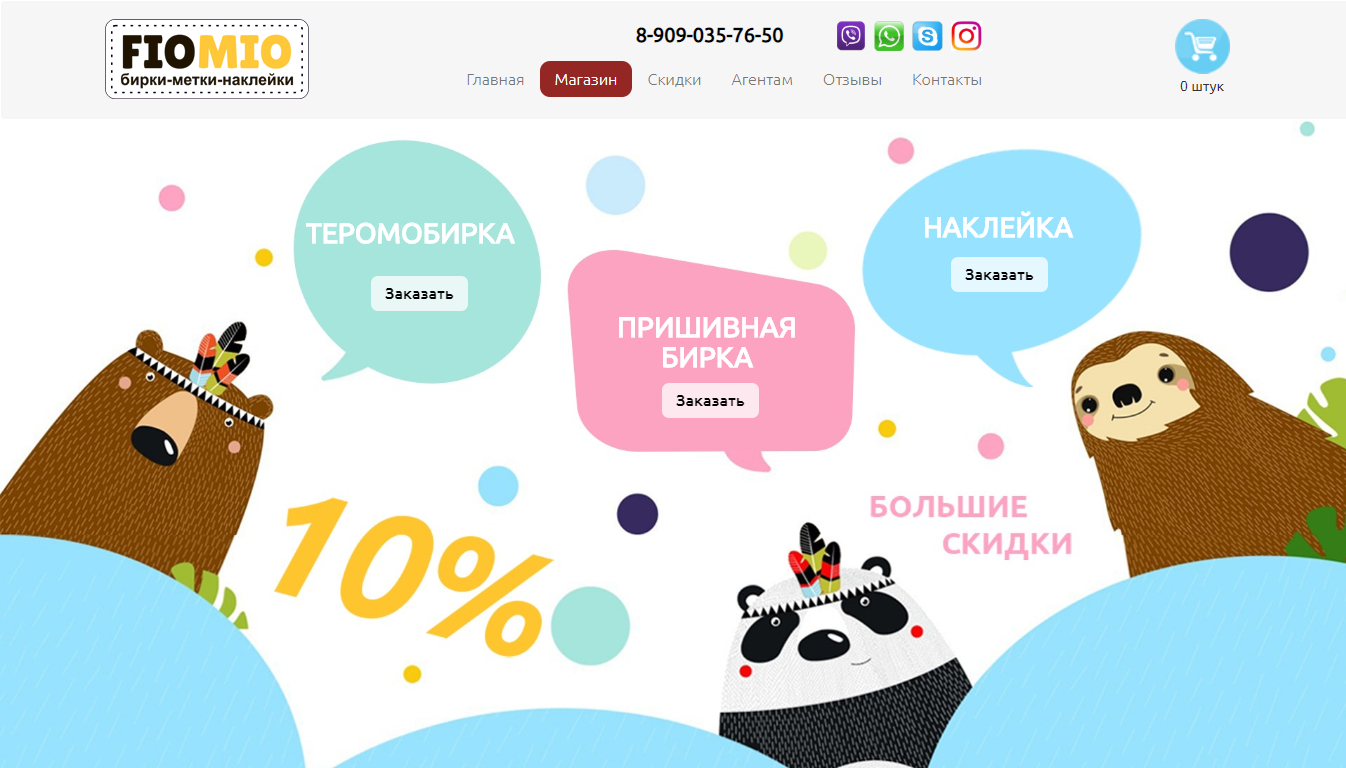 FIOMIO
бирки-метки-наклейки
8-909-035-76-50
Главная
Магазин
Скидки
Агентам
Отзывы
Контакты
0 штук
ТЕРОМОБИРКА
Заказать
НАКЛЕЙКА
Заказать
ПРИШИВНАЯ
БИРКА
Заказать
10%
БОЛЬШИЕ
СКИДКИ